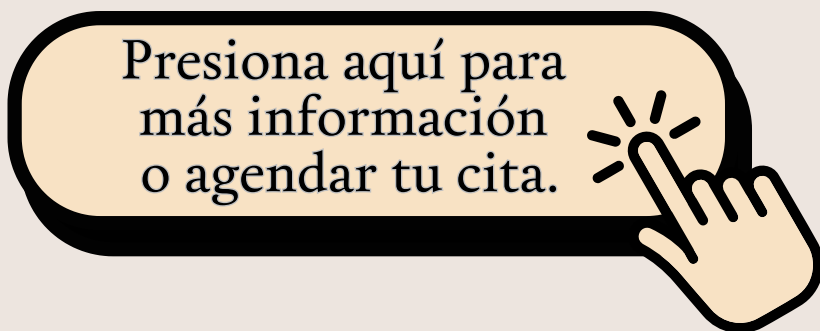 Presiona aquí para
más información
o agendar tu cita.